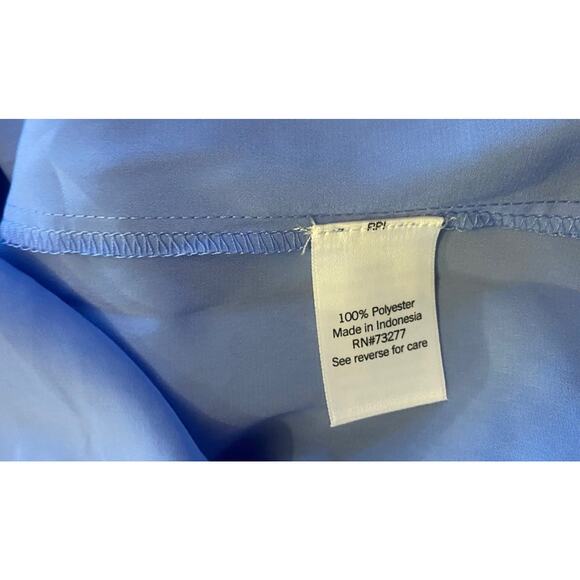 100% Polyester
Made in Indonesia
RN#73277
See reverse for care